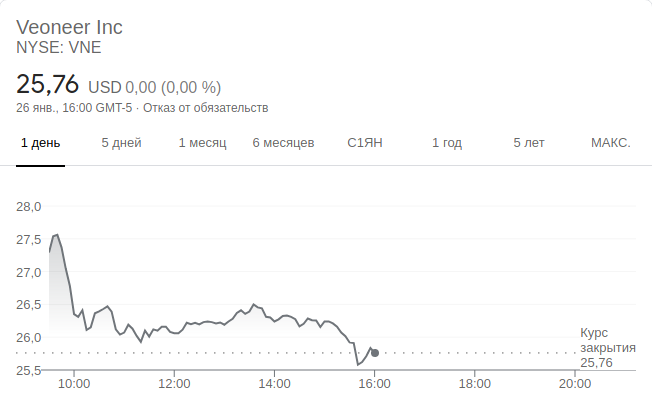 Veoneer Inc
NYSE: VNE
25,76 USD 0,00 (0,00 %)
26 янв., 16:00 GMT-5 · Отказ от обязательств
1 день 5 дней 1 месяц 6 месяцев С1ЯН 1 год 5 лет МАКС.
28,0
27,5
27,0
26,5
26,0
25,5
Курс
закрытия
25,76
10:00 12:00 14:00 16:00 18:00 20:00